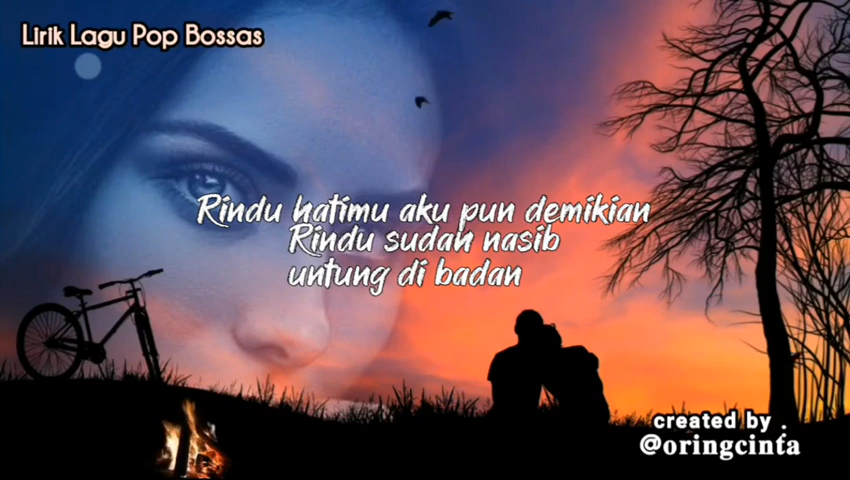 Lirik Lagu Pop Bossas
Rindu hatimu aku pun demikian
Rindu sudah nasib
untung di badan
created by .
@oringcinta